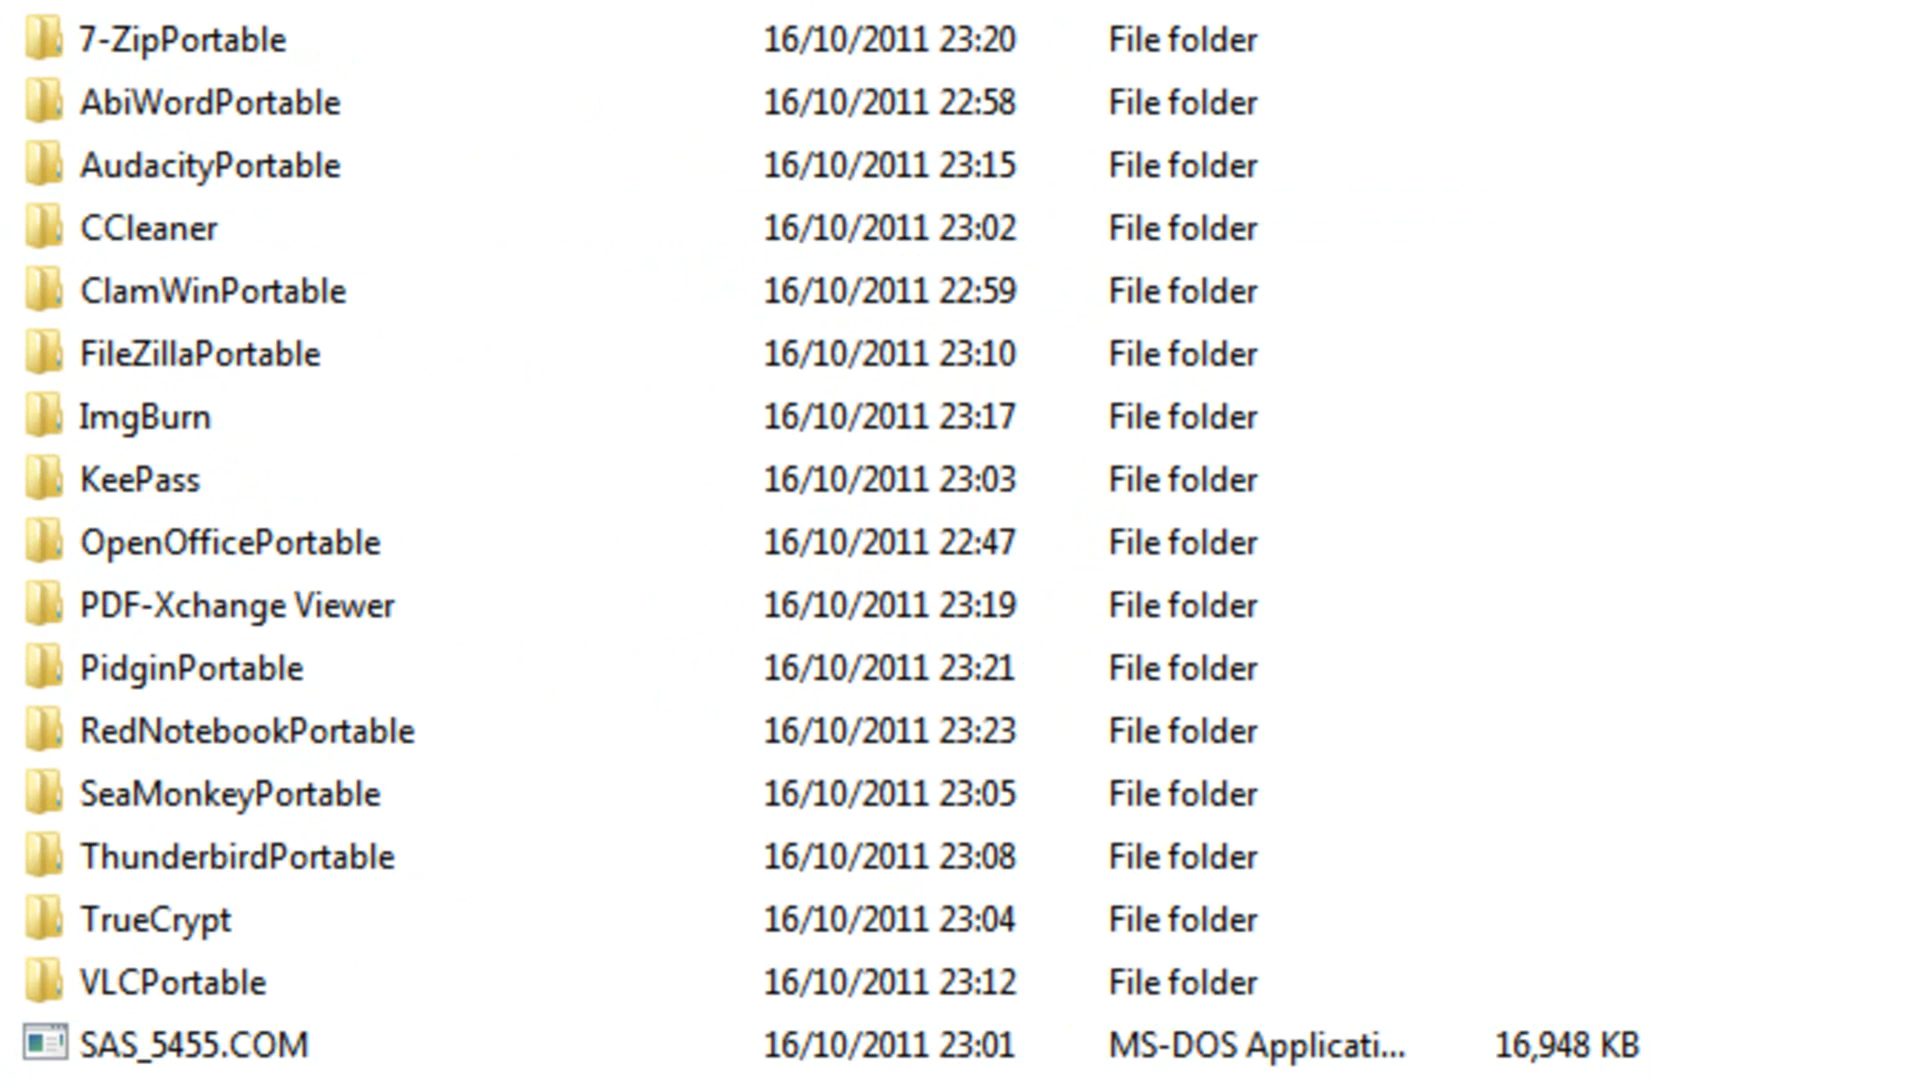 7-ZipPortable 16/10/2011 23:20 File folder
AbiWordPortable 16/10/2011 22:58 File folder
AudacityPortable 16/10/2011 23:15 File folder
CCleaner 16/10/2011 23:02 File folder
ClamWinPortable 16/10/2011 22:59 File folder
FileZillaPortable 16/10/2011 23:10 File folder
ImgBurn 16/10/2011 23:17 File folder
KeePass 16/10/2011 23:03 File folder
OpenOfficePortable 16/10/2011 22:47 File folder
PDF-Xchange Viewer 16/10/2011 23:19 File folder
PidginPortable 16/10/2011 23:21 File folder
RedNotebookPortable 16/10/2011 23:23 File folder
SeaMonkeyPortable 16/10/2011 23:05 File folder
ThunderbirdPortable 16/10/2011 23:08 File folder
TrueCrypt 16/10/2011 23:04 File folder
VLCPortable 16/10/2011 23:12 File folder
SAS_5455.COM 16/10/2011 23:01 MS-DOS Applicati... 16,948 KB